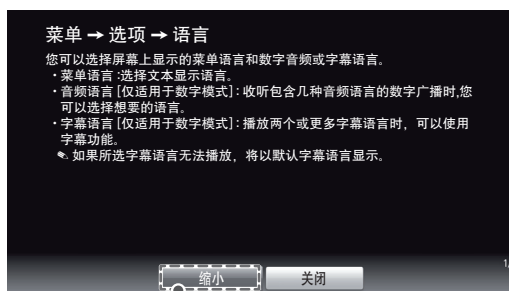 菜单 → 选项 → 语言
您可以选择屏幕上显示的菜单语言和数字音频或字幕语言。
・菜单语言 :选择文本显示语言。
・音频语言 [仅适用于数字模式] : 收听包含几种音频语言的数字广播时,您
可以选择想要的语言。
・字幕语言 [仅适用于数字模式] : 播放两个或更多字幕语言时，可以使用
字幕功能。
✎ 如果所选字幕语言无法播放，将以默认字幕语言显示。
缩小 关闭